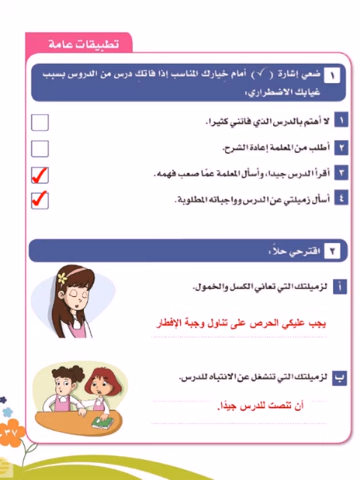 تطبيقات عامة
١ ضعي إشارة (✓) أمام خيارك المناسب إذا فاتك درس من الدروس بسبب
غيابك الاضطراري:
١ لا أهتم بالدرس الذي فاتني كثيرا.
٢ أطلب من المعلمة إعادة الشرح.
٣ أقرأ الدرس جيدا، وأسأل المعلمة عمّا صعب فهمه.
٤ أسأل زميلتي عن الدرس وواجباته المطلوبة.
٢ اقترحي حلاً:
أ لزميلتك التي تعاني الكسل والخمول.
يجب عليكي الحرص على تناول وجبة الإفطار
ب لزميلتك التي تنشغل عن الانتباه للدرس.
أن تنصت للدرس جيدًا.
٣٧